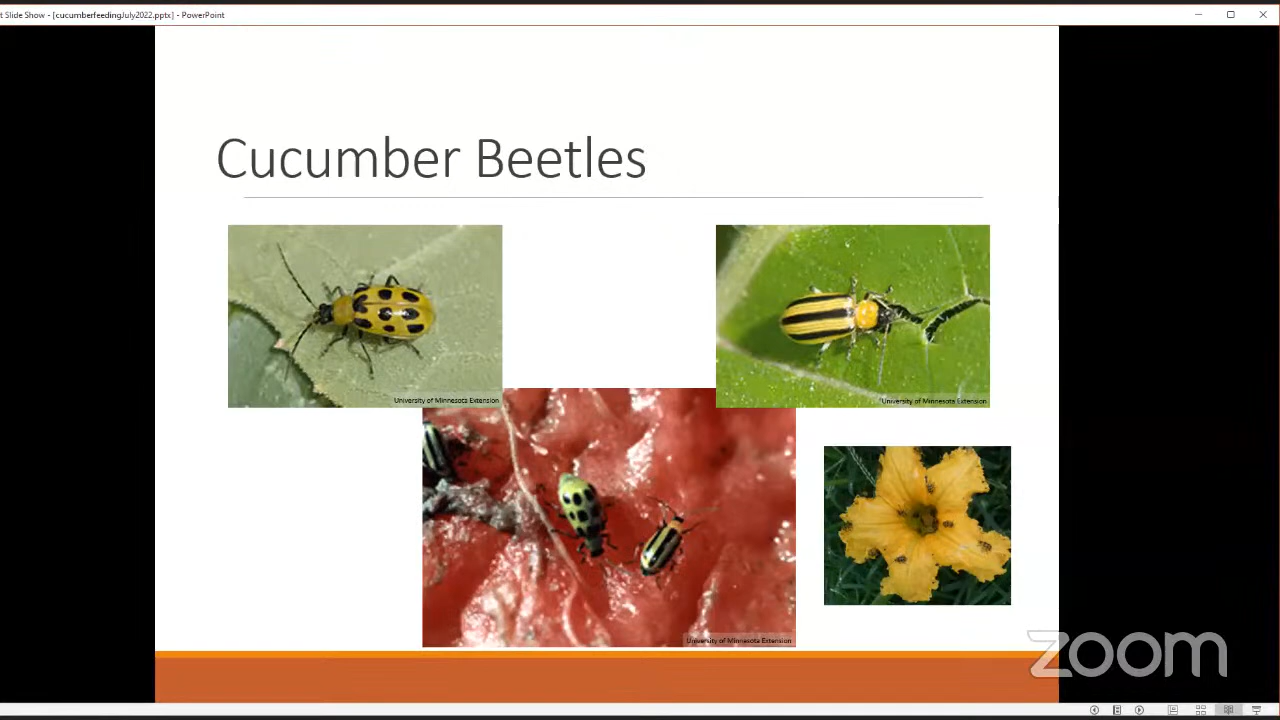 t Slide Show - [cucumberfeedingJuly2022.pptx] - PowerPoint
Cucumber Beetles
University of Minnesota Extension
University of Minnesota Extension
University of Minnesota Extension
zoom